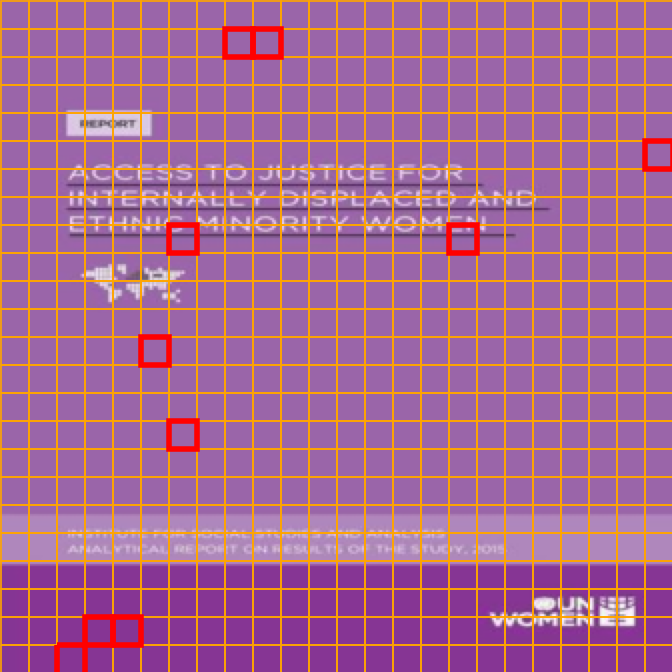 REPORT
ACCESS TO JUSTICE FOR
INTERNALLY DISPLACED AND
ETHNIC MINORITY WOMEN
INSTITUTE FOR SOCIAL STUDIES AND ANALYSIS
ANALYTICAL REPORT ON RESULTS OF THE STUDY, 2015
UN
WOMEN